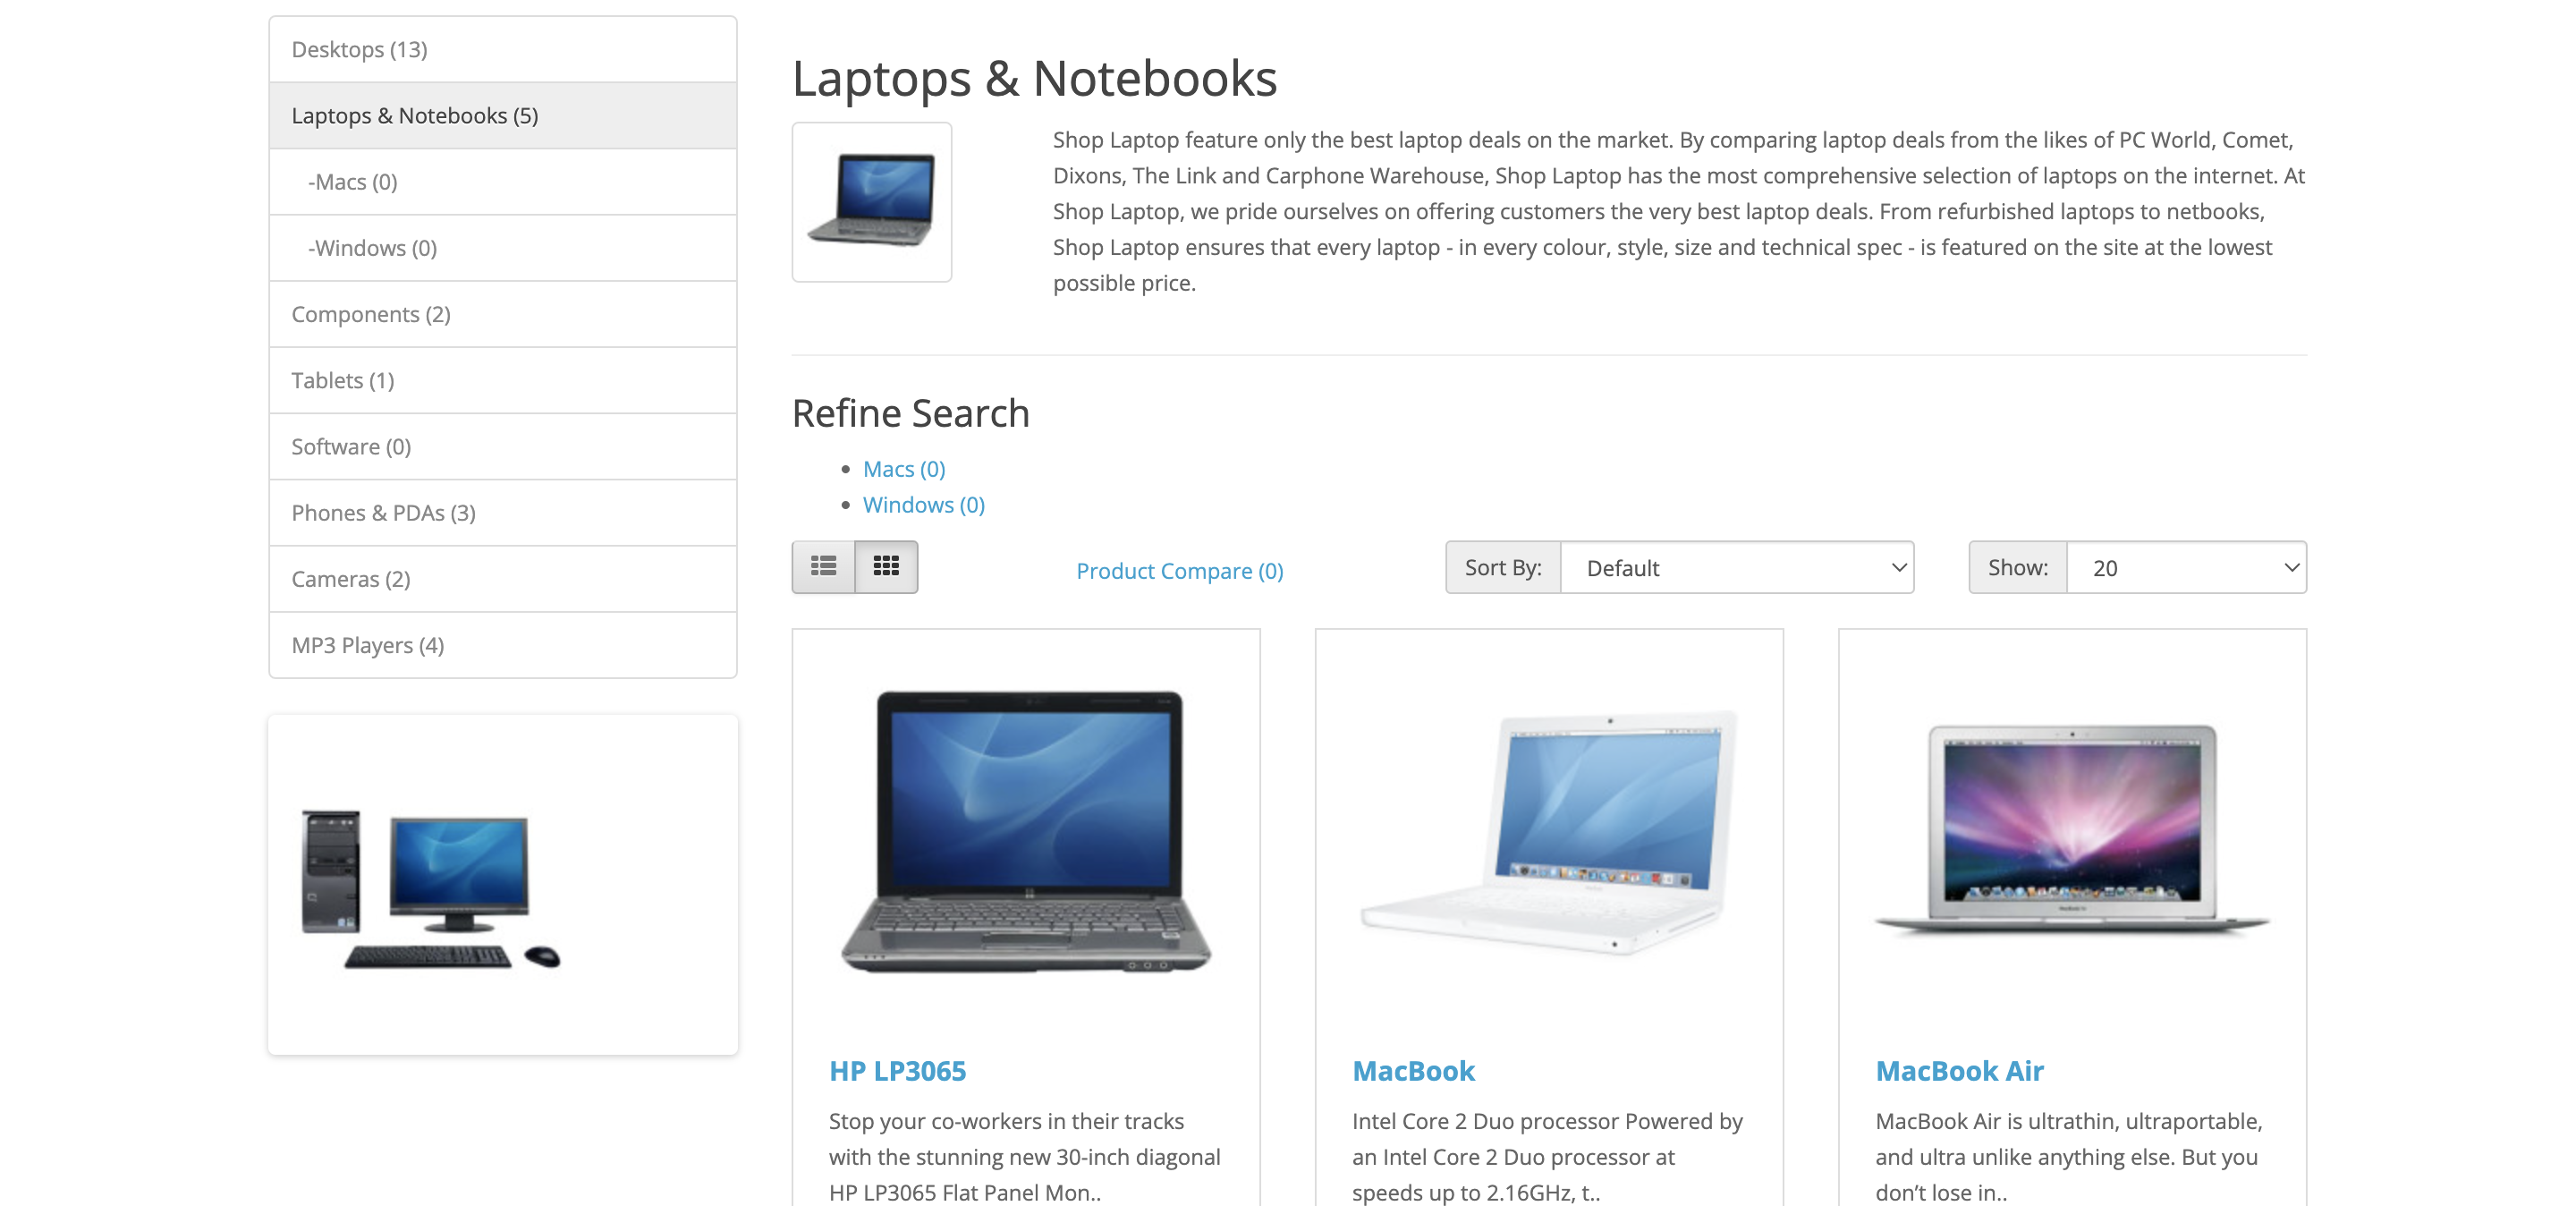 Desktops (13)
Laptops & Notebooks (5)
-Macs (0)
-Windows (0)
Components (2)
Tablets (1)
Software (0)
Phones & PDAs (3)
Cameras (2)
MP3 Players (4)
Laptops & Notebooks
Shop Laptop feature only the best laptop deals on the market. By comparing laptop deals from the likes of PC World, Comet,
Dixons, The Link and Carphone Warehouse, Shop Laptop has the most comprehensive selection of laptops on the internet. At
Shop Laptop, we pride ourselves on offering customers the very best laptop deals. From refurbished laptops to netbooks,
Shop Laptop ensures that every laptop - in every colour, style, size and technical spec - is featured on the site at the lowest
possible price.
Refine Search
Macs (0)
Windows (0)
Product Compare (0)
Sort By: Default
Show: 20
HP LP3065
Stop your co-workers in their tracks
with the stunning new 30-inch diagonal
HP LP3065 Flat Panel Mon..
MacBook
Intel Core 2 Duo processor Powered by
an Intel Core 2 Duo processor at
speeds up to 2.16GHz, t..
MacBook Air
MacBook Air is ultrathin, ultraportable,
and ultra unlike anything else. But you
don’t lose in..